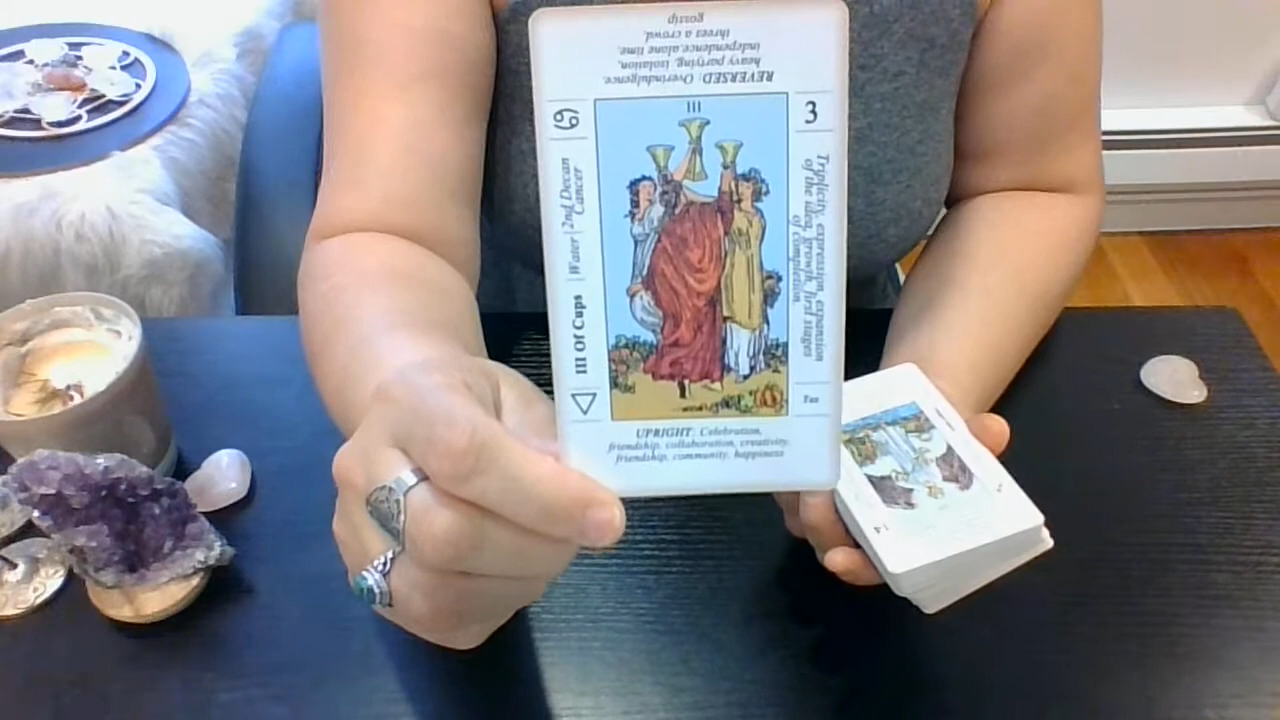 REVERSED: Overindulgence,
heavy partying, isolation,
independence, alone time,
threes a crowd,
gossip
III
3
2nd Decan
Cancer
Water
III Of Cups
Triplicity, expression, expansion
of the idea, growth, first stages
of completion
UPRIGHT: Celebration,
friendship, collaboration, creativity,
friendship, community, happiness
14